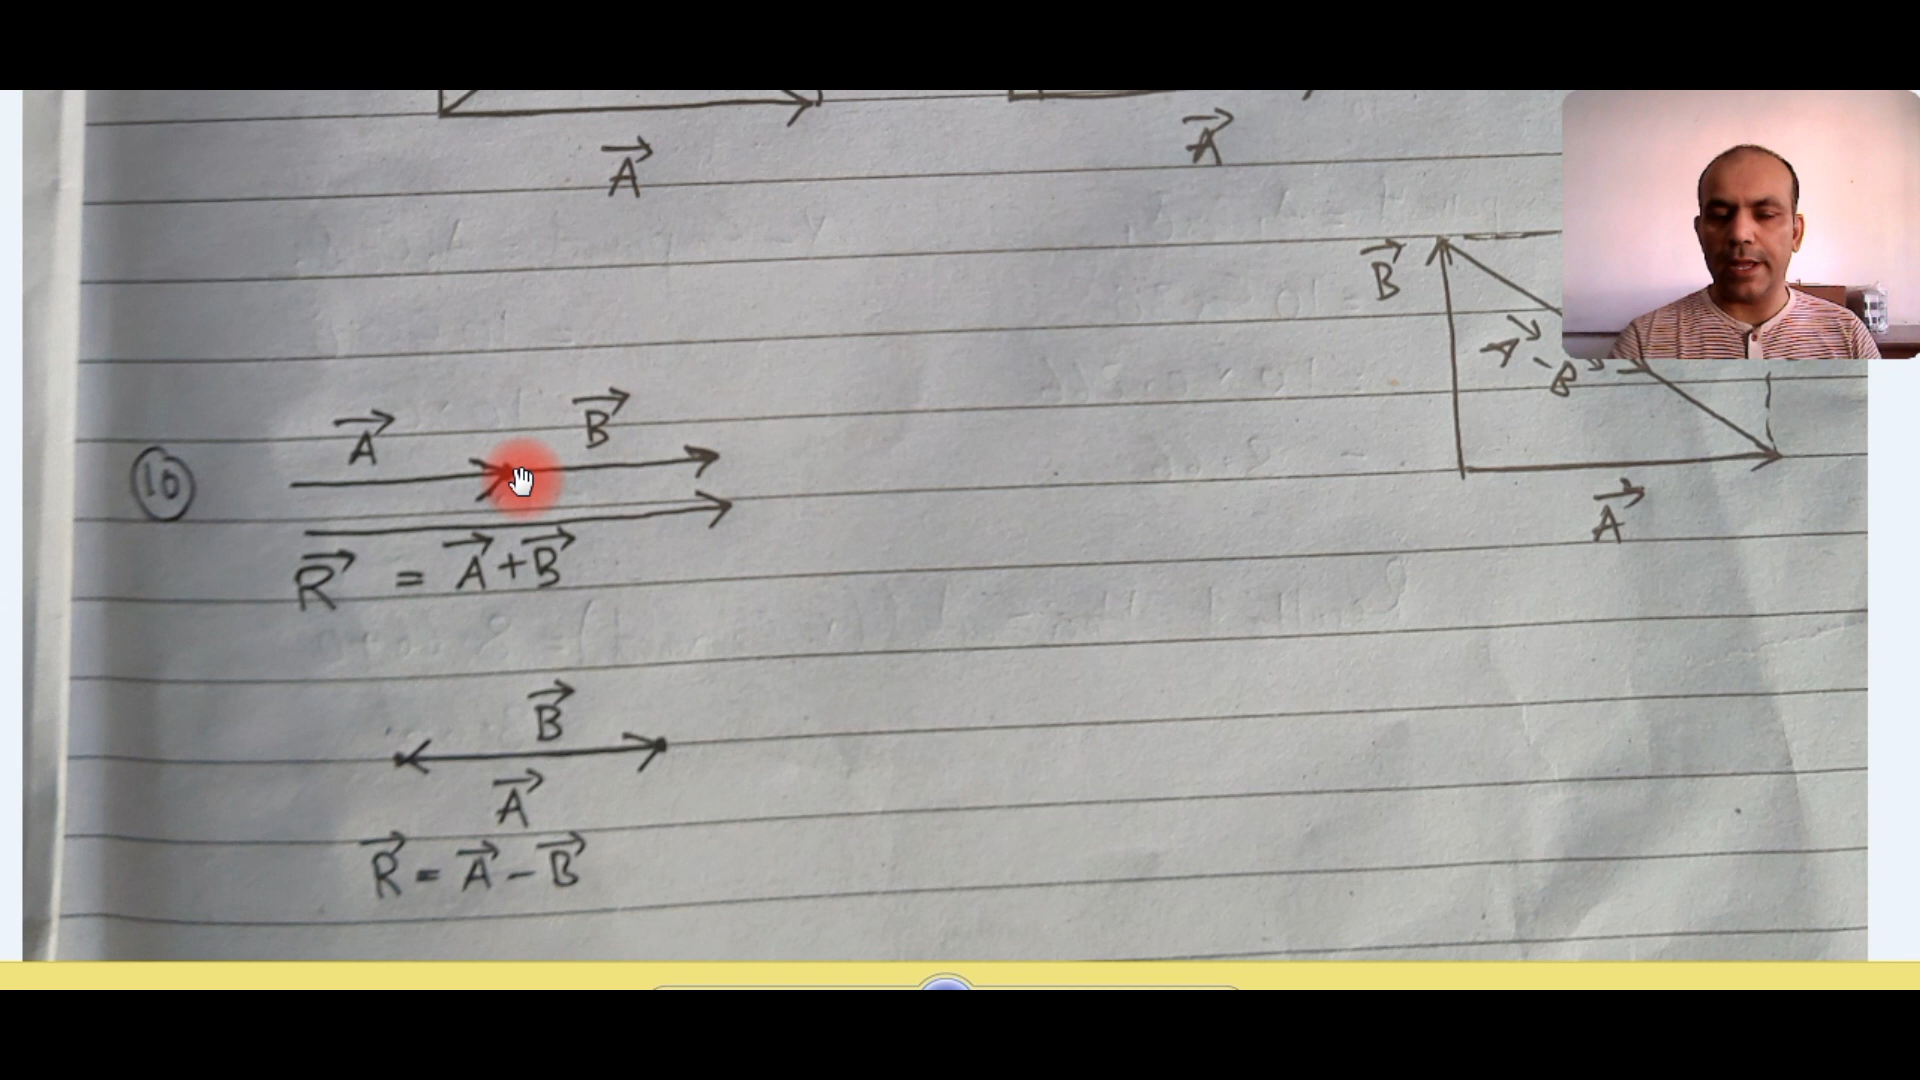 A⃗
A⃗
B⃗
A⃗ - B⃗
A⃗
10
A⃗ B⃗
R⃗ = A⃗ + B⃗
B⃗
A⃗
R⃗ = A⃗ - B⃗